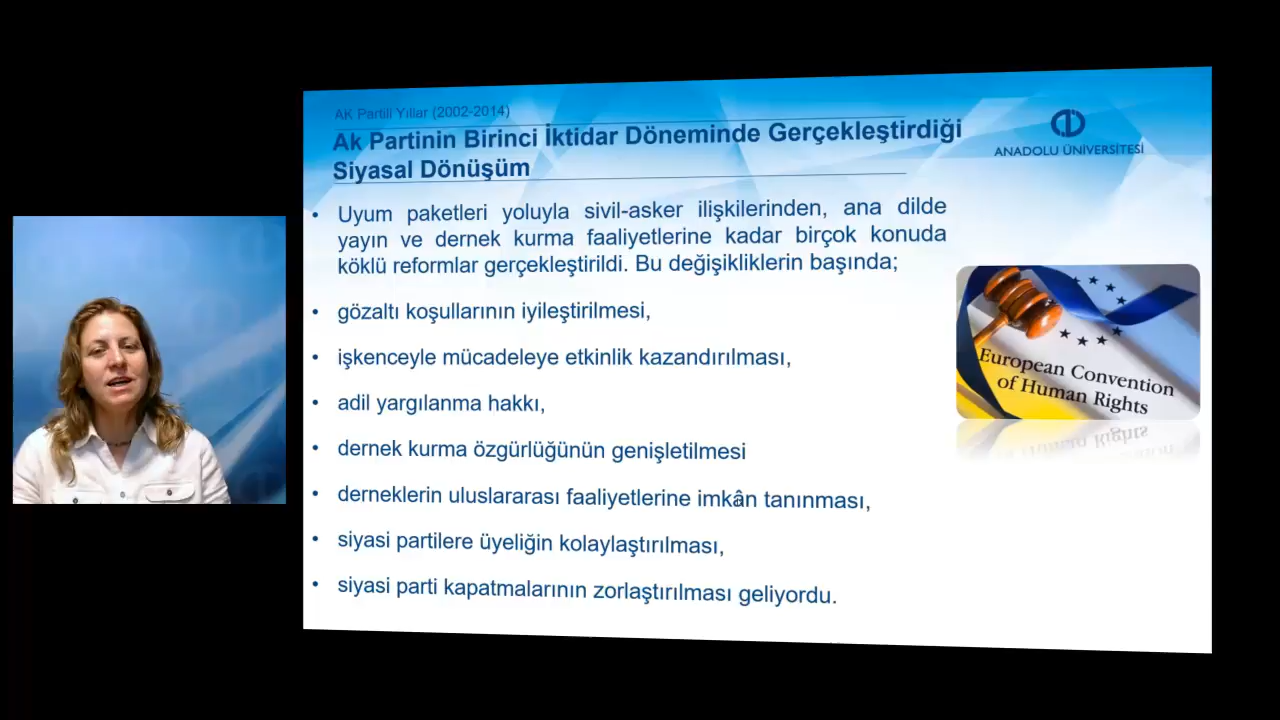 AK Partili Yıllar (2002-2014)
Ak Partinin Birinci İktidar Döneminde Gerçekleştirdiği
Siyasal Dönüşüm
ANADOLU ÜNİVERSİTESİ
• Uyum paketleri yoluyla sivil-asker ilişkilerinden, ana dilde
yayın ve dernek kurma faaliyetlerine kadar birçok konuda
köklü reformlar gerçekleştirildi. Bu değişikliklerin başında;
• gözaltı koşullarının iyileştirilmesi,
• işkenceyle mücadeleye etkinlik kazandırılması,
• adil yargılanma hakkı,
• dernek kurma özgürlüğünün genişletilmesi
• derneklerin uluslararası faaliyetlerine imkân tanınması,
• siyasi partilere üyeliğin kolaylaştırılması,
• siyasi parti kapatmalarının zorlaştırılması geliyordu.
European Convention
of Human Rights